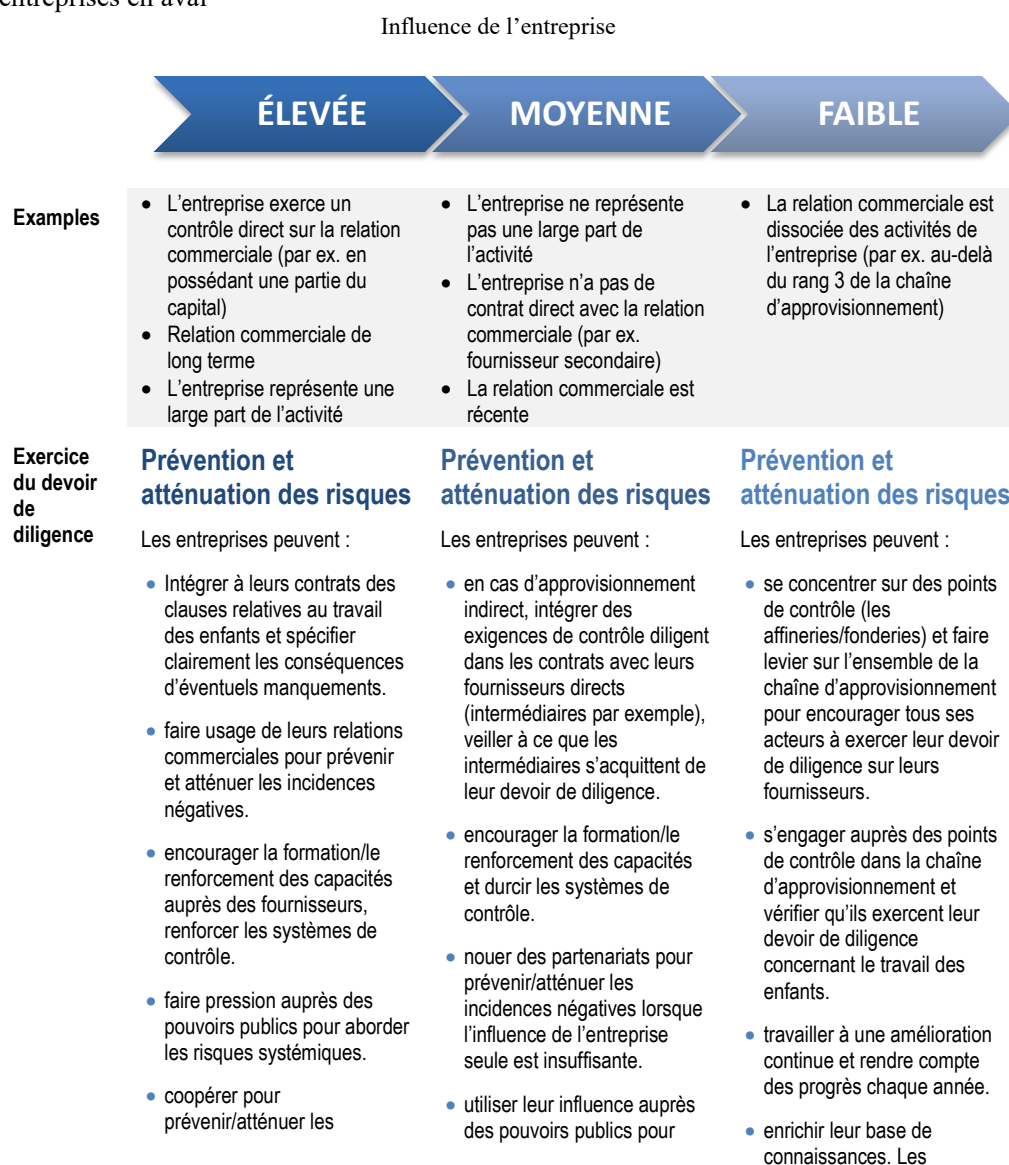 entreprises en aval
Influence de l’entreprise
ÉLEVÉE
MOYENNE
FAIBLE
Examples
• L’entreprise exerce un
contrôle direct sur la relation
commerciale (par ex. en
possédant une partie du
capital)
• Relation commerciale de
long terme
• L’entreprise représente une
large part de l’activité
• L’entreprise ne représente
pas une large part de
l’activité
• L’entreprise n’a pas de
contrat direct avec la relation
commerciale (par ex.
fournisseur secondaire)
• La relation commerciale est
récente
• La relation commerciale est
dissociée des activités de
l’entreprise (par ex. au-delà
du rang 3 de la chaîne
d’approvisionnement)
Exercice
du devoir
de
diligence
Prévention et
atténuation des risques
Les entreprises peuvent :
• Intégrer à leurs contrats des
clauses relatives au travail
des enfants et spécifier
clairement les conséquences
d’éventuels manquements.
• faire usage de leurs relations
commerciales pour prévenir
et atténuer les incidences
négatives.
• encourager la formation/le
renforcement des capacités
auprès des fournisseurs,
renforcer les systèmes de
contrôle.
• faire pression auprès des
pouvoirs publics pour aborder
les risques systémiques.
• coopérer pour
prévenir/atténuer les
Prévention et
atténuation des risques
Les entreprises peuvent :
• en cas d’approvisionnement
indirect, intégrer des
exigences de contrôle diligent
dans les contrats avec leurs
fournisseurs directs
(intermédiaires par exemple),
veiller à ce que les
intermédiaires s’acquittent de
leur devoir de diligence.
• encourager la formation/le
renforcement des capacités
et durcir les systèmes de
contrôle.
• nouer des partenariats pour
prévenir/atténuer les
incidences négatives lorsque
l’influence de l’entreprise
seule est insuffisante.
• utiliser leur influence auprès
des pouvoirs publics pour
Prévention et
atténuation des risques
Les entreprises peuvent :
• se concentrer sur des points
de contrôle (les
affineries/fonderies) et faire
levier sur l’ensemble de la
chaîne d’approvisionnement
pour encourager tous ses
acteurs à exercer leur devoir
de diligence sur leurs
fournisseurs.
• s’engager auprès des points
de contrôle dans la chaîne
d’approvisionnement et
vérifier qu’ils exercent leur
devoir de diligence
concernant le travail des
enfants.
• travailler à une amélioration
continue et rendre compte
des progrès chaque année.
• enrichir leur base de
connaissances. Les